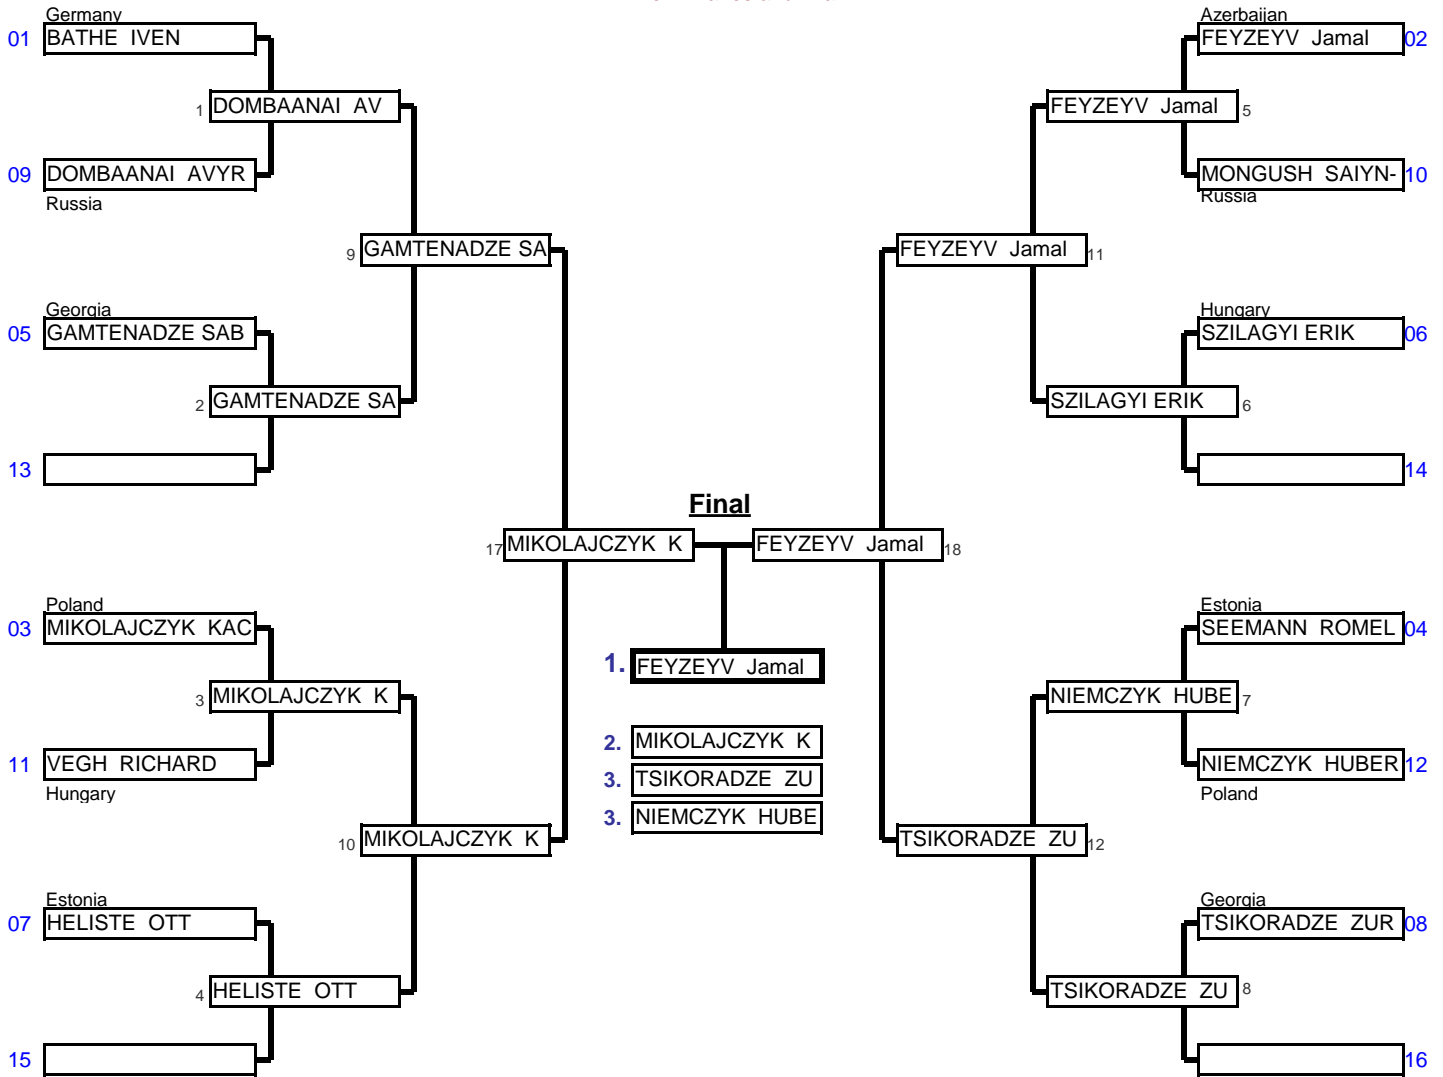 Germany
01 BATHE IVEN
1 DOMBAANAI AV
09 DOMBAANAI AVYR
Russia
9 GAMTENADZE SA
Georgia
05 GAMTENADZE SAB
2 GAMTENADZE SA
13
17 MIKOLAJCZYK K
Poland
03 MIKOLAJCZYK KAC
3 MIKOLAJCZYK K
11 VEGH RICHARD
Hungary
10 MIKOLAJCZYK K
Estonia
07 HELISTE OTT
4 HELISTE OTT
15
Final
1. FEYZEYV Jamal
2. MIKOLAJCZYK K
3. TSIKORADZE ZU
3. NIEMCZYK HUBE
Azerbaijan
FEYZEYV Jamal 02
FEYZEYV Jamal 5
MONGUSH SAIYN- 10
Russia
FEYZEYV Jamal 11
Hungary
SZILAGYI ERIK 06
SZILAGYI ERIK 6
14
FEYZEYV Jamal 18
Estonia
SEEMANN ROMEL 04
NIEMCZYK HUBE 7
NIEMCZYK HUBER 12
Poland
TSIKORADZE ZU 12
Georgia
TSIKORADZE ZUR 08
TSIKORADZE ZU 8
16